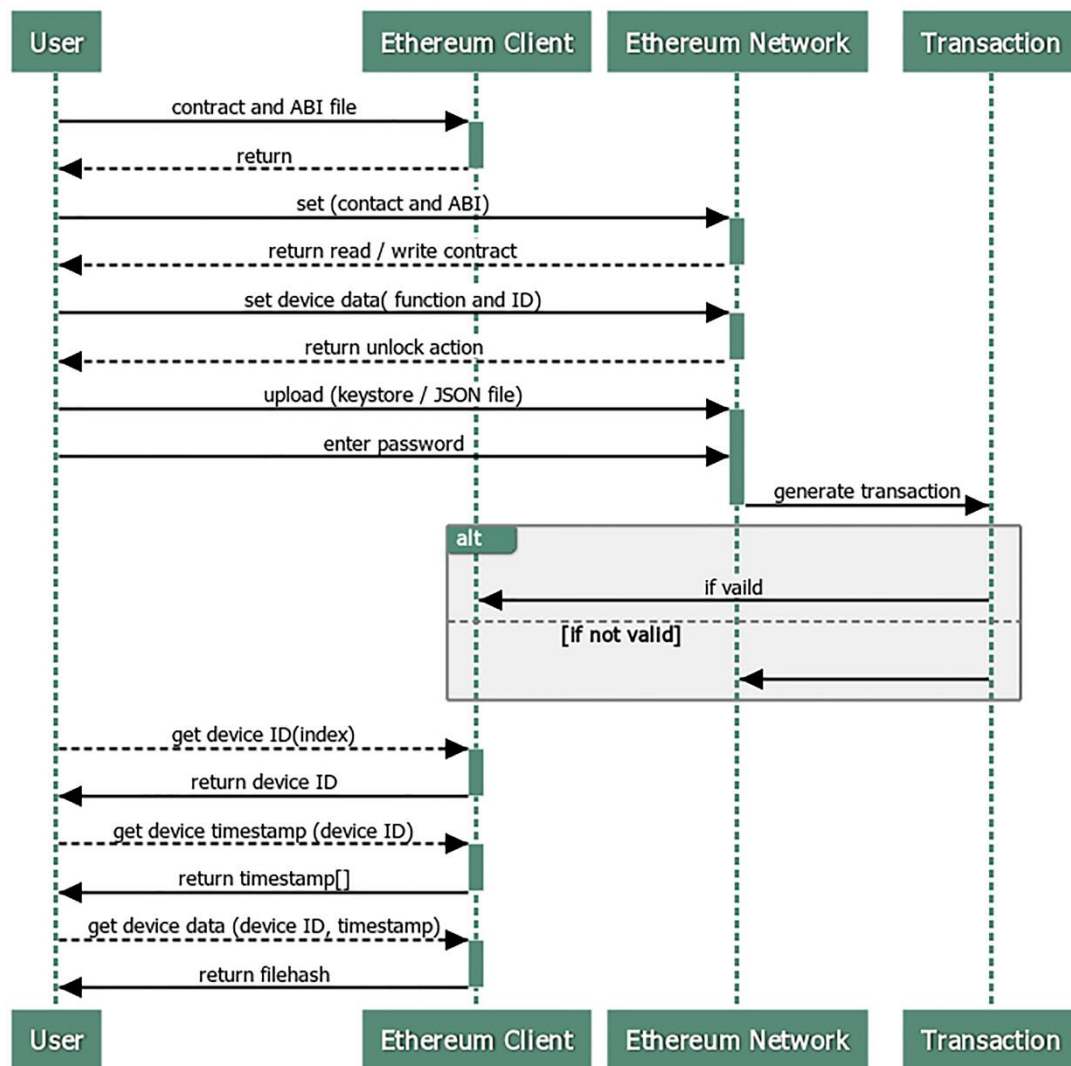 User
Ethereum Client
Ethereum Network
Transaction
contract and ABI file
return
set (contact and ABI)
return read / write contract
set device data( function and ID)
return unlock action
upload (keystore / JSON file)
enter password
generate transaction
alt
if vaild
[if not valid]
get device ID(index)
return device ID
get device timestamp (device ID)
return timestamp[]
get device data (device ID, timestamp)
return filehash
User
Ethereum Client
Ethereum Network
Transaction